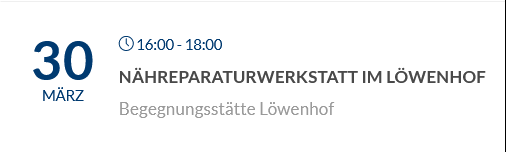 30
MÄRZ
16:00 - 18:00
NÄHREPARATURWERKSTATT IM LÖWENHOF
Begegnungsstätte Löwenhof